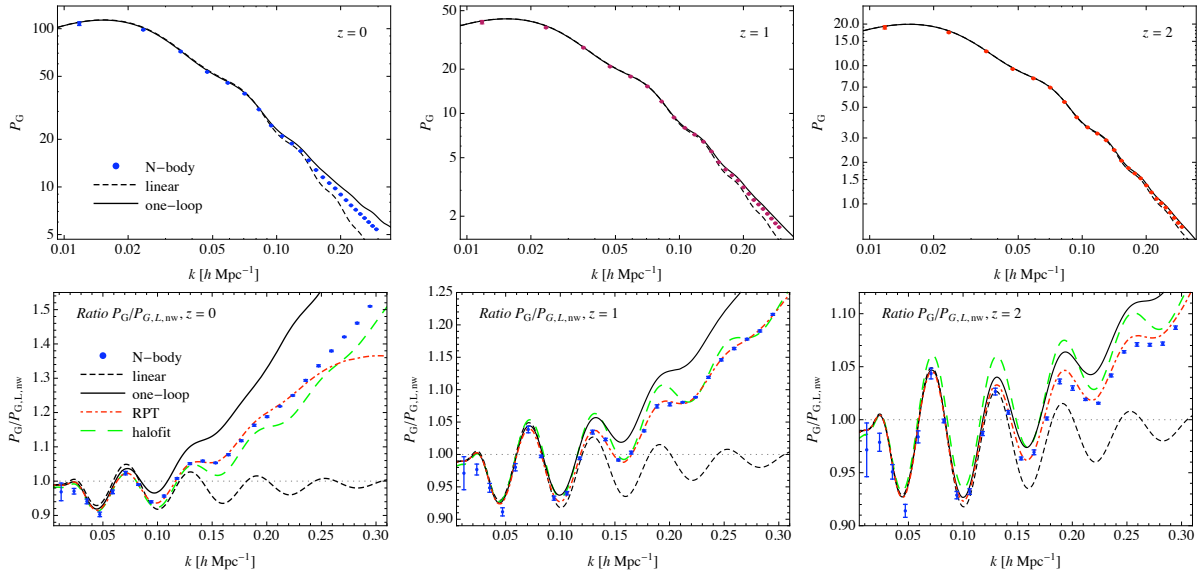 100
50
10
5
0.01 0.02 0.05 0.10 0.20
P_G
k [h Mpc⁻¹]
z = 0
N−body
linear
one−loop
50
20
10
5
2
0.01 0.02 0.05 0.10 0.20
P_G
k [h Mpc⁻¹]
z = 1
20.0
15.0
10.0
7.0
5.0
3.0
2.0
1.5
1.0
0.01 0.02 0.05 0.10 0.20
P_G
k [h Mpc⁻¹]
z = 2
1.5
1.4
1.3
1.2
1.1
1.0
0.9
0.05 0.10 0.15 0.20 0.25 0.30
P_G/P_G,L,nw
k [h Mpc⁻¹]
Ratio P_G/P_G,L,nw, z = 0
N−body
linear
one−loop
RPT
halofit
1.25
1.20
1.15
1.10
1.05
1.00
0.95
0.90
0.05 0.10 0.15 0.20 0.25 0.30
P_G/P_G,L,nw
k [h Mpc⁻¹]
Ratio P_G/P_G,L,nw, z = 1
1.10
1.05
1.00
0.95
0.90
0.05 0.10 0.15 0.20 0.25 0.30
P_G/P_G,L,nw
k [h Mpc⁻¹]
Ratio P_G/P_G,L,nw, z = 2